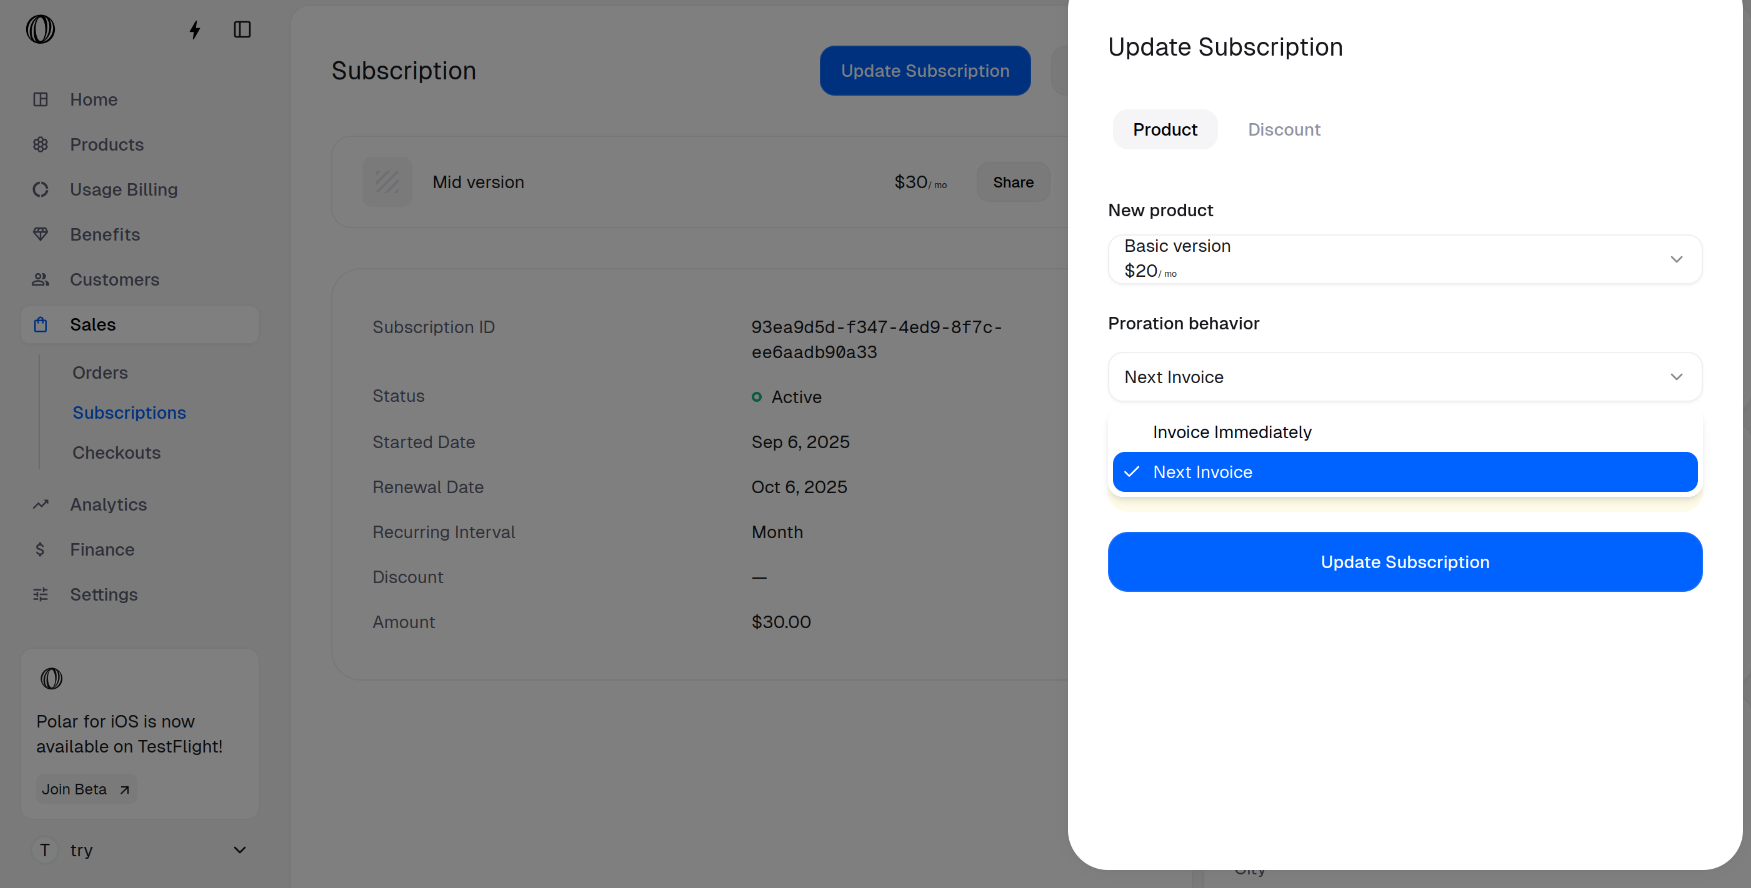 Home
Products
Usage Billing
Benefits
Customers
Sales
Orders
Subscriptions
Checkouts
Analytics
Finance
Settings
Polar for iOS is now
available on TestFlight!
Join Beta
T try
Subscription
Update Subscription
Mid version
$30/ mo
Share
Subscription ID
93ea9d5d-f347-4ed9-8f7c-
ee6aadb90a33
Status
Active
Started Date
Sep 6, 2025
Renewal Date
Oct 6, 2025
Recurring Interval
Month
Discount
—
Amount
$30.00
Update Subscription
Product
Discount
New product
Basic version
$20/ mo
Proration behavior
Next Invoice
Invoice Immediately
Next Invoice
Update Subscription